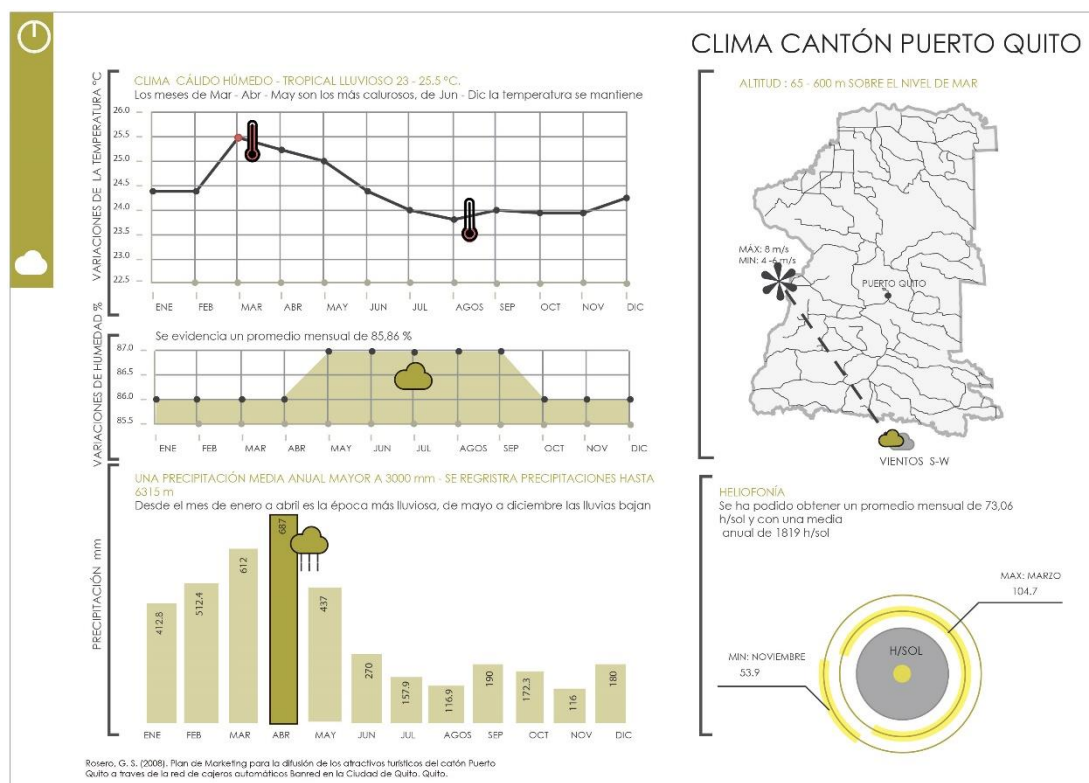 CLIMA CANTÓN PUERTO QUITO
CLIMA CÁLIDO HÚMEDO - TROPICAL LLUVIOSO 23 - 25.5 ºC.
Los meses de Mar - Abr - May son los más calurosos, de Jun - Dic la temperatura se mantiene
VARIACIONES DE LA TEMPERATURA ºC
26.0
25.5
25.0
24.5
24.0
23.5
22.5
ENE FEB MAR ABR MAY JUN JUL AGOS SEP OCT NOV DIC
VARIACIONES DE HUMEDAD %
Se evidencia un promedio mensual de 85,86 %
87.0
86.5
86.0
85.5
ENE FEB MAR ABR MAY JUN JUL AGOS SEP OCT NOV DIC
UNA PRECIPITACIÓN MEDIA ANUAL MAYOR A 3000 mm - SE REGRISTRA PRECIPITACIONES HASTA
6315 m
Desde el mes de enero a abril es la época más lluviosa, de mayo a diciembre las lluvias bajan
PRECIPITACIÓN mm
412.8 512.4 612 687 437 270 157.9 116.9 190 172.3 116 180
ENE FEB MAR ABR MAY JUN JUL AGOS SEP OCT NOV DIC
Rosero, G. S. (2008). Plan de Marketing para la difusión de los atractivos turísticos del catón Puerto
Quito a traves de la red de cajeros automáticos Banred en la Ciudad de Quito. Quito.
ALTITUD : 65 - 600 m SOBRE EL NIVEL DE MAR
MÁX: 8 m/s
MIN: 4 -6 m/s
PUERTO QUITO
VIENTOS S-W
HELIOFONÍA
Se ha podido obtener un promedio mensual de 73,06
h/sol y con una media
anual de 1819 h/sol
MAX: MARZO
104.7
H/SOL
MIN: NOVIEMBRE
53.9